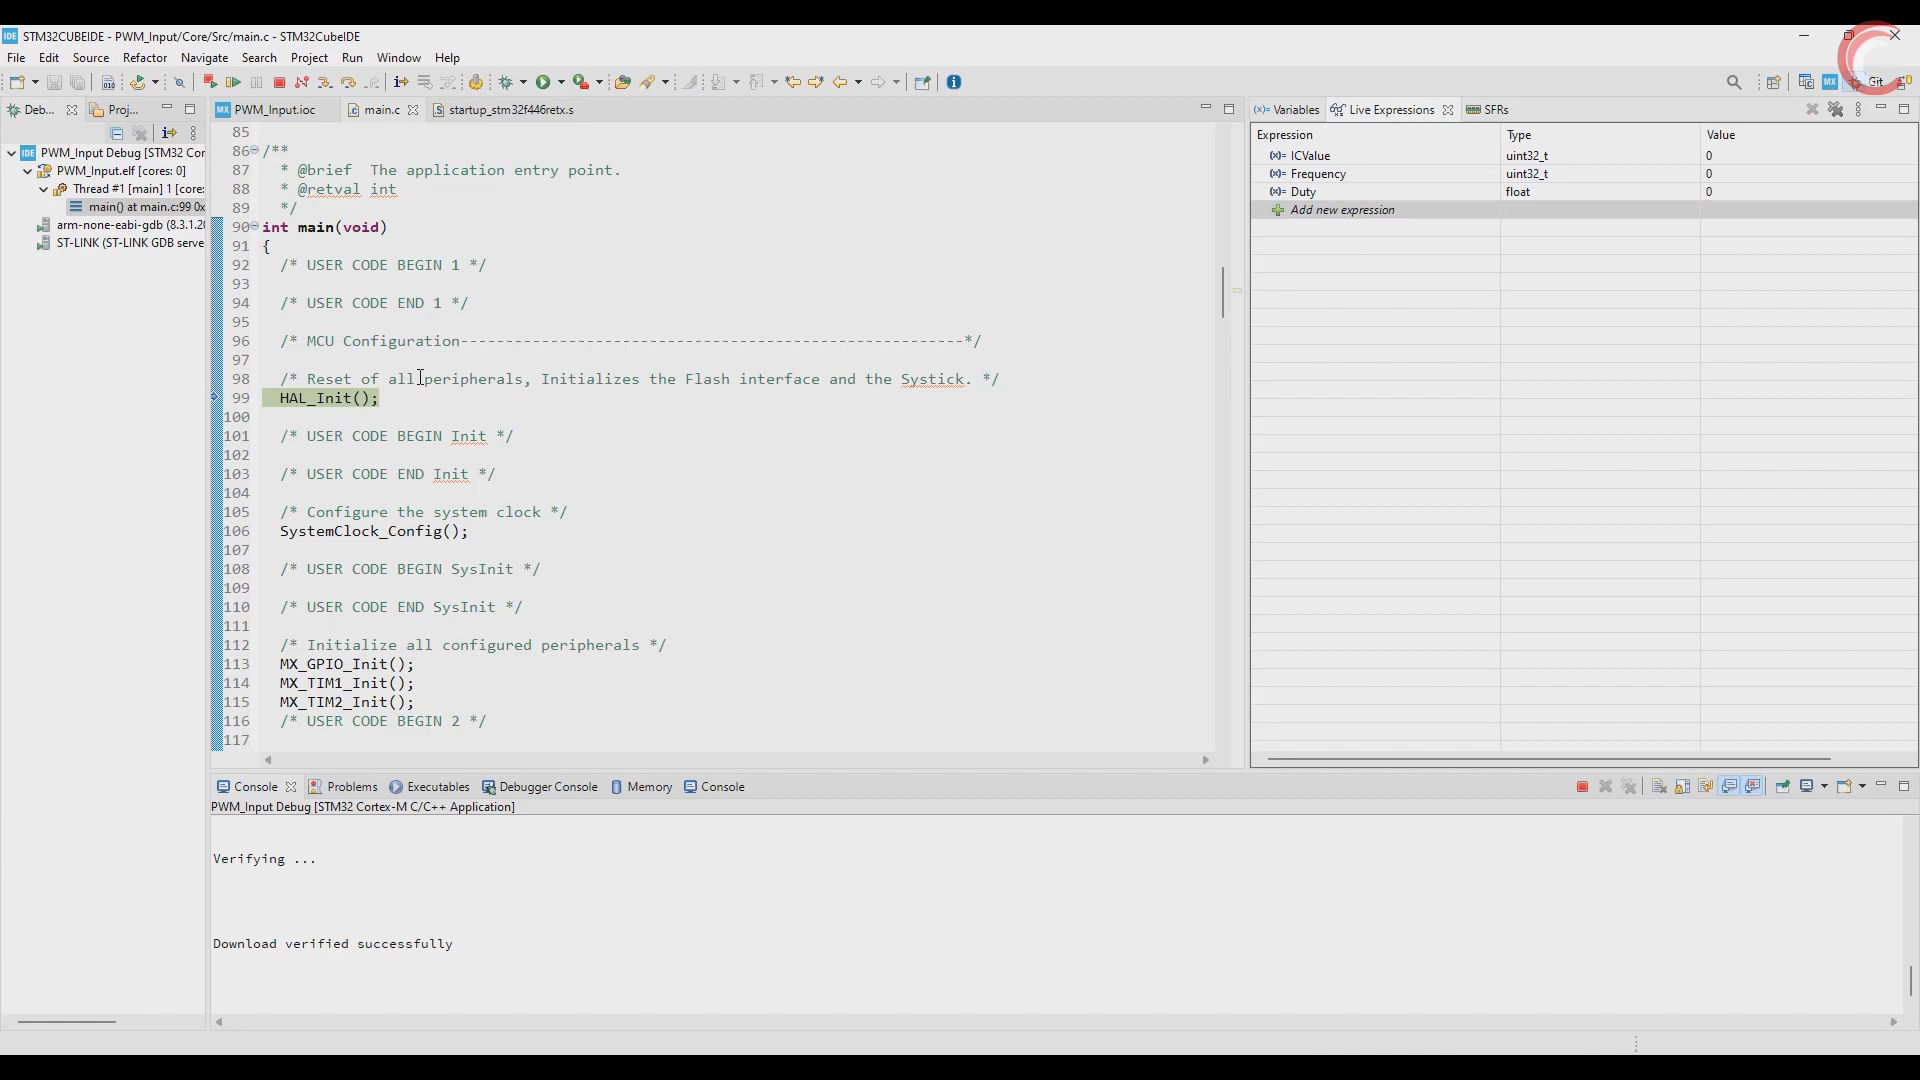 STM32CUBEIDE - PWM_Input/Core/Src/main.c - STM32CubeIDE
File Edit Source Refactor Navigate Search Project Run Window Help
Git
Deb... Proj...
PWM_Input Debug [STM32 Cor
PWM_Input.elf [cores: 0]
Thread #1 [main] 1 [core:
main() at main.c:99 0x
arm-none-eabi-gdb (8.3.1.20
ST-LINK (ST-LINK GDB serve
PWM_Input.ioc main.c startup_stm32f446retx.s
85
86 /**
87 * @brief  The application entry point.
88 * @retval int
89 */
90 int main(void)
91 {
92 /* USER CODE BEGIN 1 */
93
94 /* USER CODE END 1 */
95
96 /* MCU Configuration--------------------------------------------------------*/
97
98 /* Reset of all peripherals, Initializes the Flash interface and the Systick. */
99 HAL_Init();
100
101 /* USER CODE BEGIN Init */
102
103 /* USER CODE END Init */
104
105 /* Configure the system clock */
106 SystemClock_Config();
107
108 /* USER CODE BEGIN SysInit */
109
110 /* USER CODE END SysInit */
111
112 /* Initialize all configured peripherals */
113 MX_GPIO_Init();
114 MX_TIM1_Init();
115 MX_TIM2_Init();
116 /* USER CODE BEGIN 2 */
117
(x)= Variables Live Expressions SFRs
Expression Type Value
(x)= ICValue uint32_t 0
(x)= Frequency uint32_t 0
(x)= Duty float 0
Add new expression
Console Problems Executables Debugger Console Memory Console
PWM_Input Debug [STM32 Cortex-M C/C++ Application]
Verifying ...
Download verified successfully